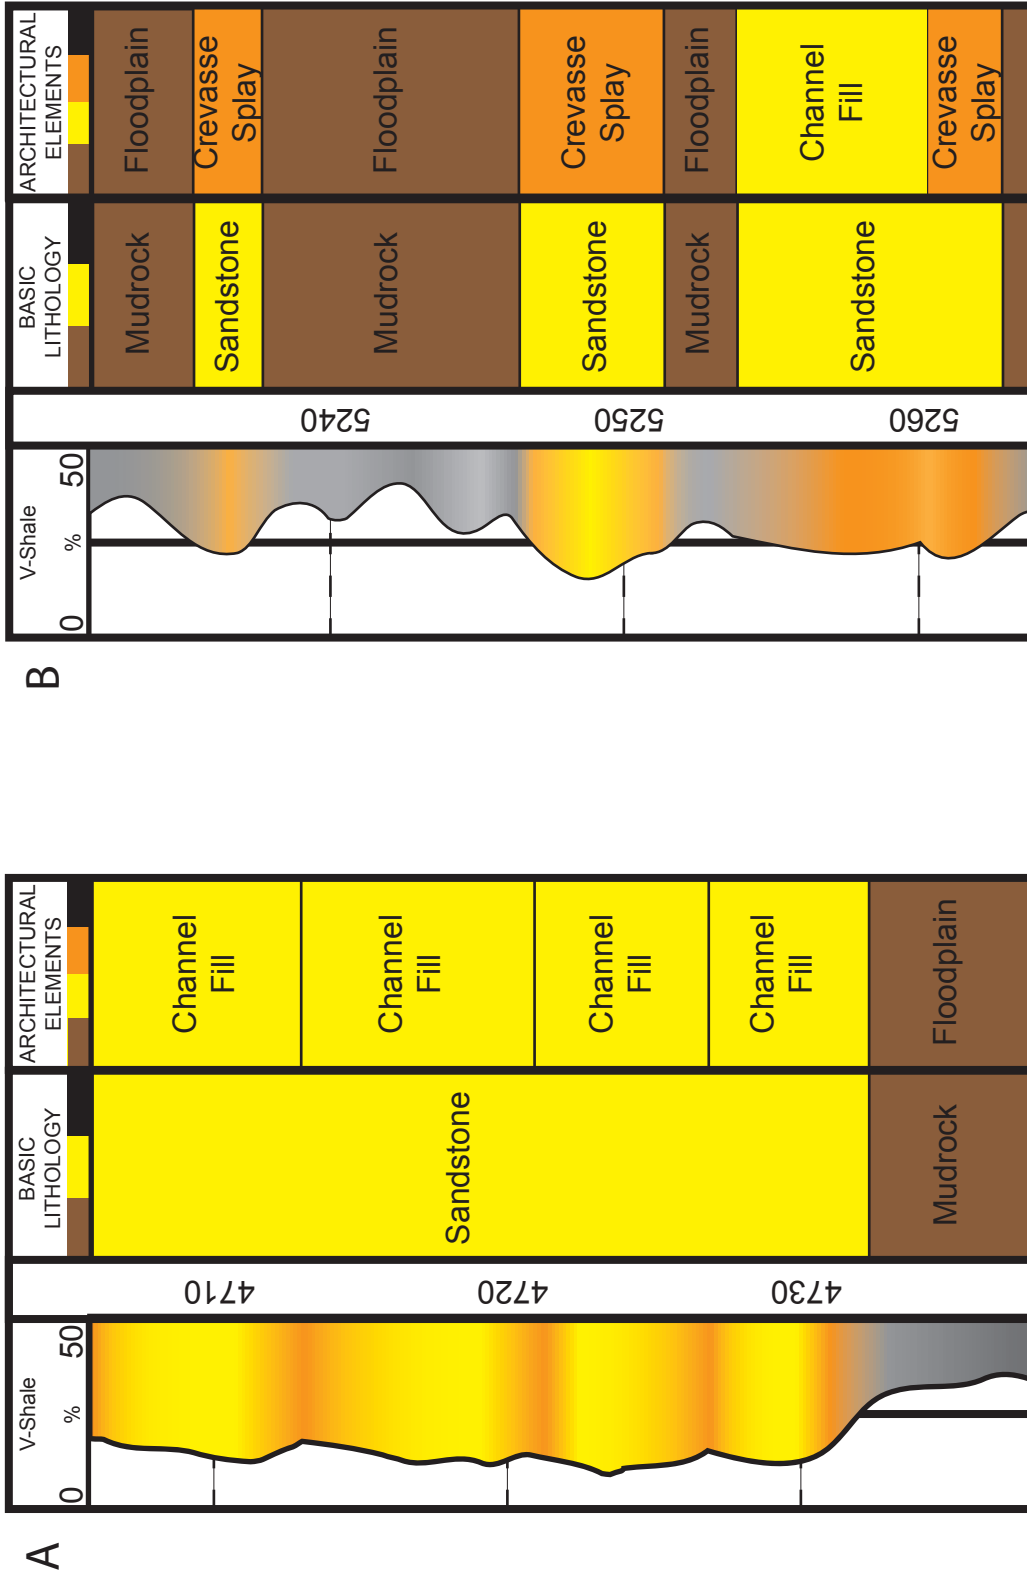 A
V-Shale
0 % 50
BASIC
LITHOLOGY
ARCHITECTURAL
ELEMENTS
4710
4720
4730
Sandstone
Mudrock
Channel
Fill
Channel
Fill
Channel
Fill
Channel
Fill
Floodplain
B
V-Shale
0 % 50
BASIC
LITHOLOGY
ARCHITECTURAL
ELEMENTS
5240
5250
5260
Mudrock
Sandstone
Mudrock
Sandstone
Mudrock
Sandstone
Floodplain
Crevasse
Splay
Floodplain
Crevasse
Splay
Floodplain
Channel
Fill
Crevasse
Splay